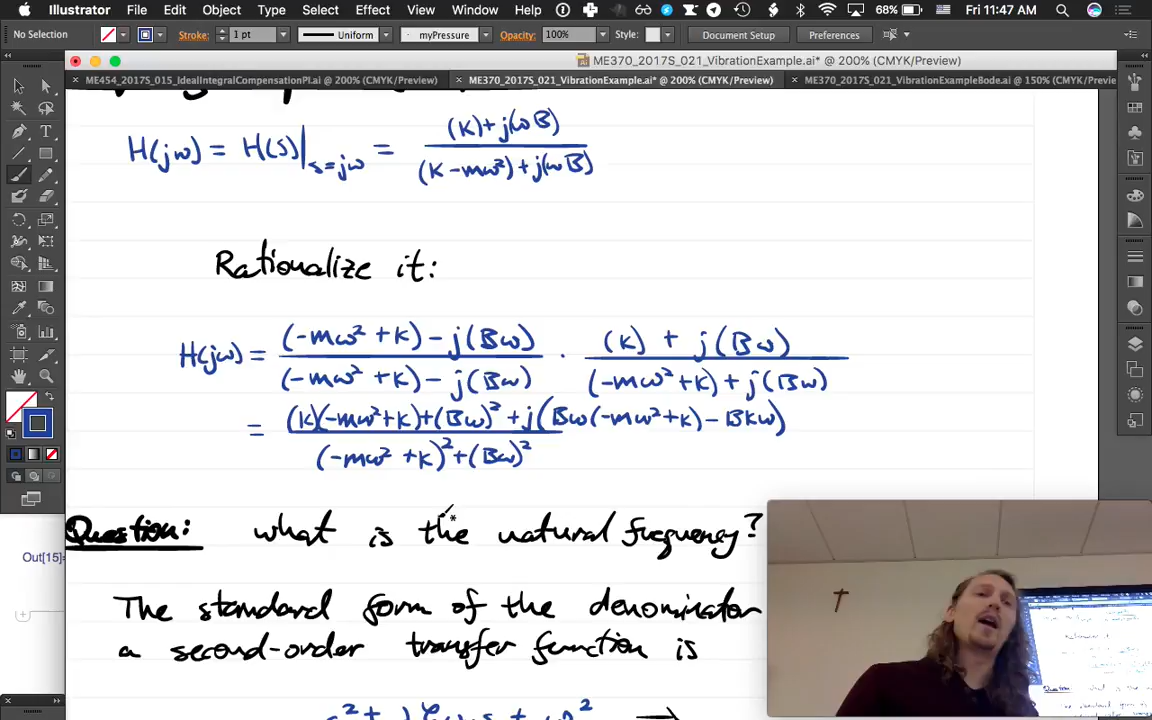 Illustrator File Edit Object Type Select Effect View Window Help 68% Fri 11:47 AM
No Selection Stroke: 1 pt Uniform myPressure Opacity: 100% Style: Document Setup Preferences
ME370_2017S_021_VibrationExample.ai* @ 200% (CMYK/Preview)
ME454_2017S_015_IdealIntegralCompensationPI.ai @ 200% (CMYK/Preview) ME370_2017S_021_VibrationExample.ai* @ 200% (CMYK/Preview) ME370_2017S_021_VibrationExampleBode.ai @ 150% (CMYK/Preview)
H(jω) = H(s)|s=jω = ((K)+j(ωB))/((K-mω²)+j(ωB))
Rationalize it:
H(jω) = ((-mω²+K)-j(Bω))/((-mω²+K)-j(Bω)) · ((K)+j(Bω))/((-mω²+K)+j(Bω))
= ((K)(-mω²+K)+(Bω)²+j(Bω(-mω²+K)-BKω))/((-mω²+K)²+(Bω)²)
Question: what is the natural frequency?
Out[15]=
The standard form of the denominator
a second-order transfer function is